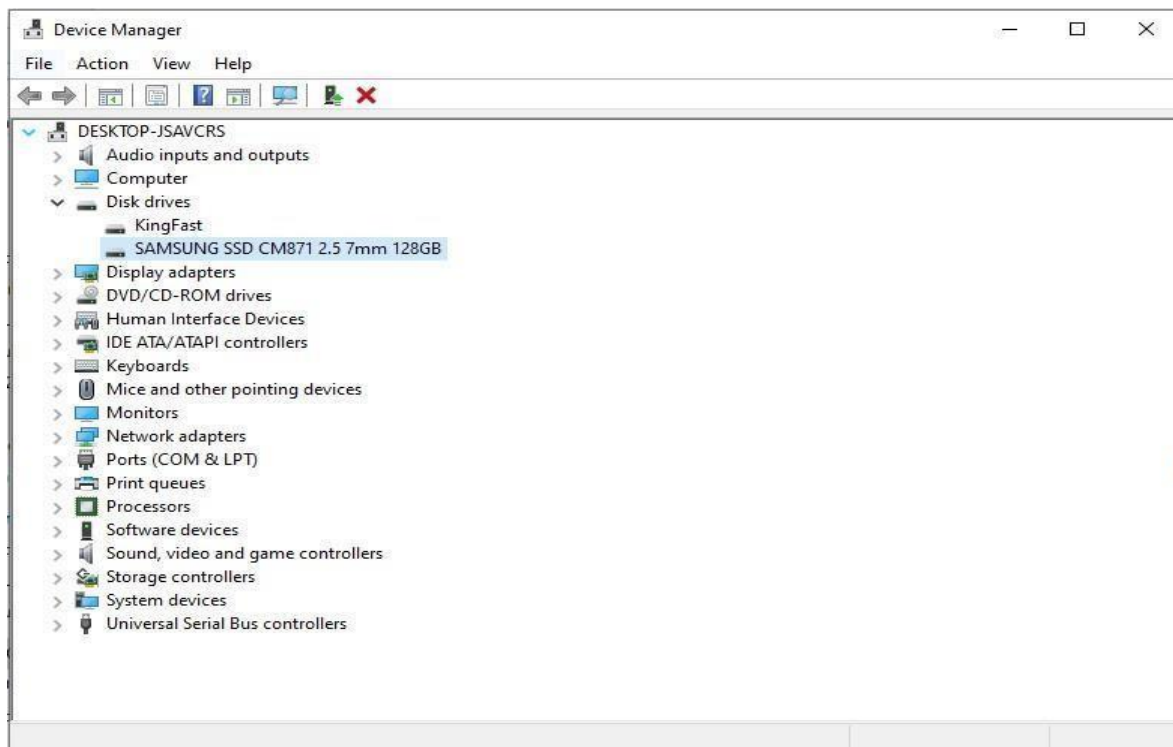 Device Manager
File Action View Help
DESKTOP-JSAVCRS
Audio inputs and outputs
Computer
Disk drives
KingFast
SAMSUNG SSD CM871 2.5 7mm 128GB
Display adapters
DVD/CD-ROM drives
Human Interface Devices
IDE ATA/ATAPI controllers
Keyboards
Mice and other pointing devices
Monitors
Network adapters
Ports (COM & LPT)
Print queues
Processors
Software devices
Sound, video and game controllers
Storage controllers
System devices
Universal Serial Bus controllers